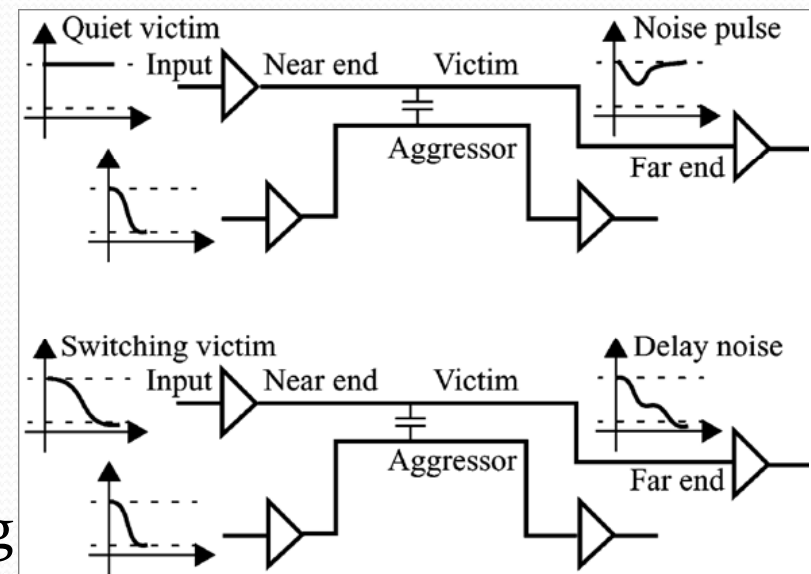 Quiet victim
Noise pulse
Input
Near end
Victim
Aggressor
Far end
Switching victim
Delay noise
Input
Near end
Victim
Aggressor
Far end
g